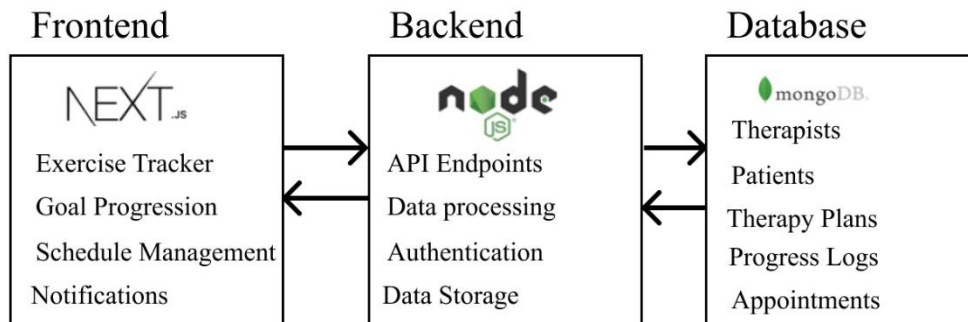 Frontend
NEXT.JS
Exercise Tracker
Goal Progression
Schedule Management
Notifications
Backend
node
JS
API Endpoints
Data processing
Authentication
Data Storage
Database
mongoDB.
Therapists
Patients
Therapy Plans
Progress Logs
Appointments